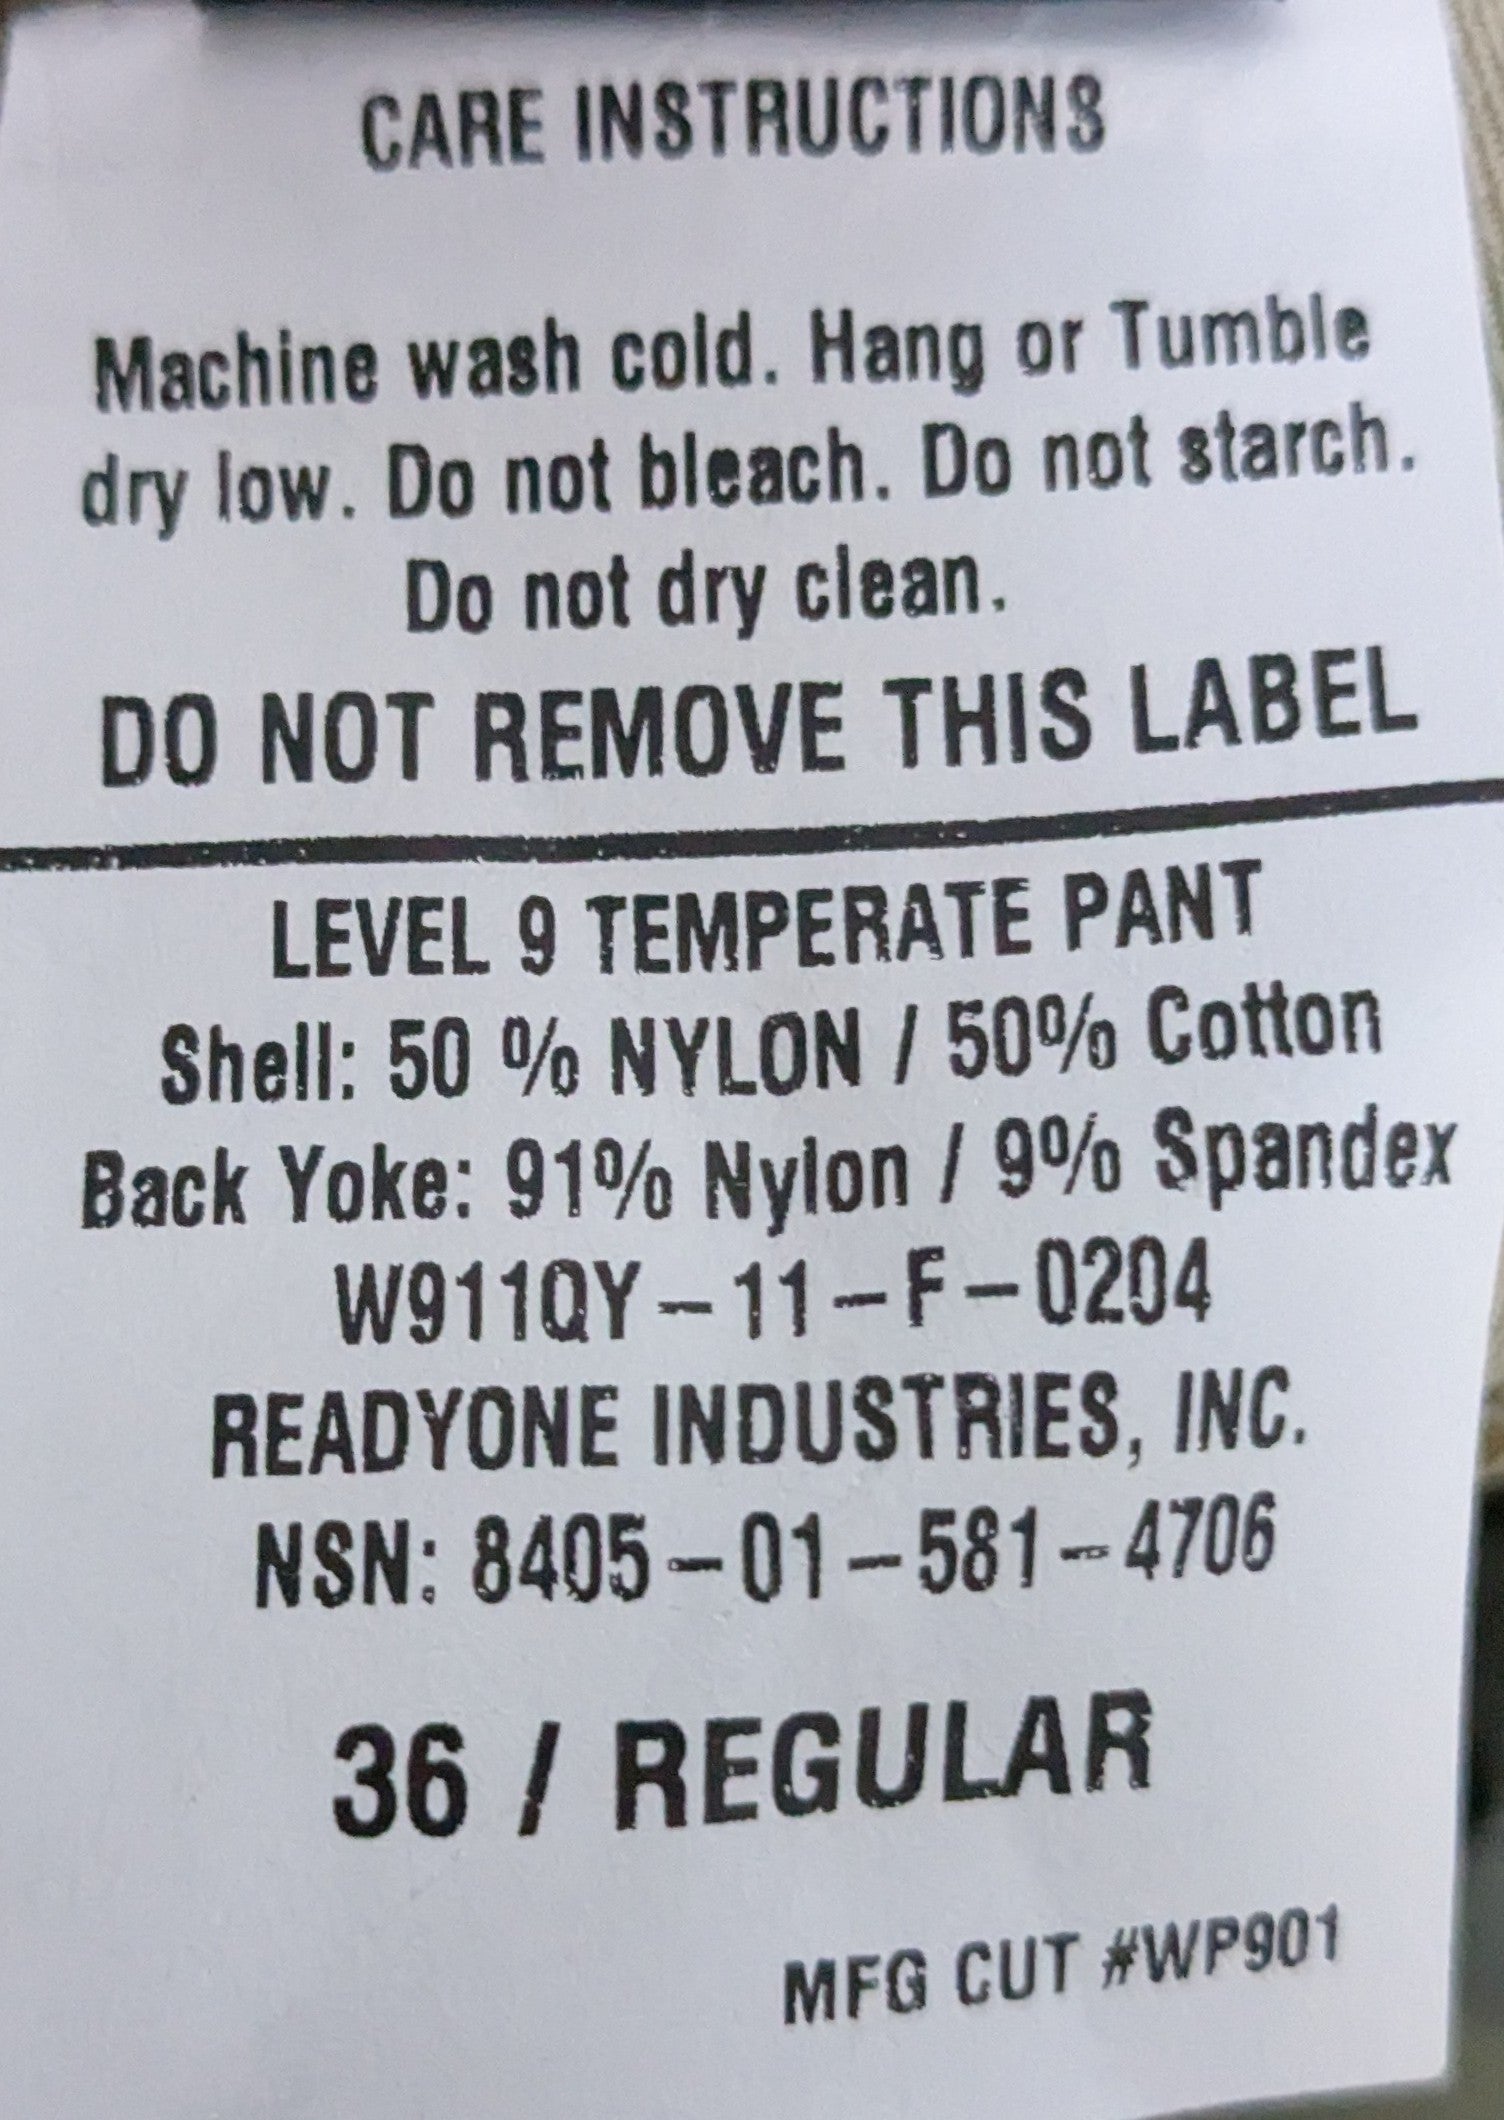 CARE INSTRUCTIONS
Machine wash cold. Hang or Tumble
dry low. Do not bleach. Do not starch.
Do not dry clean.
DO NOT REMOVE THIS LABEL
LEVEL 9 TEMPERATE PANT
Shell: 50 % NYLON / 50% Cotton
Back Yoke: 91% Nylon / 9% Spandex
W911QY-11-F-0204
READYONE INDUSTRIES, INC.
NSN: 8405-01-581-4706
36 / REGULAR
MFG CUT #WP901